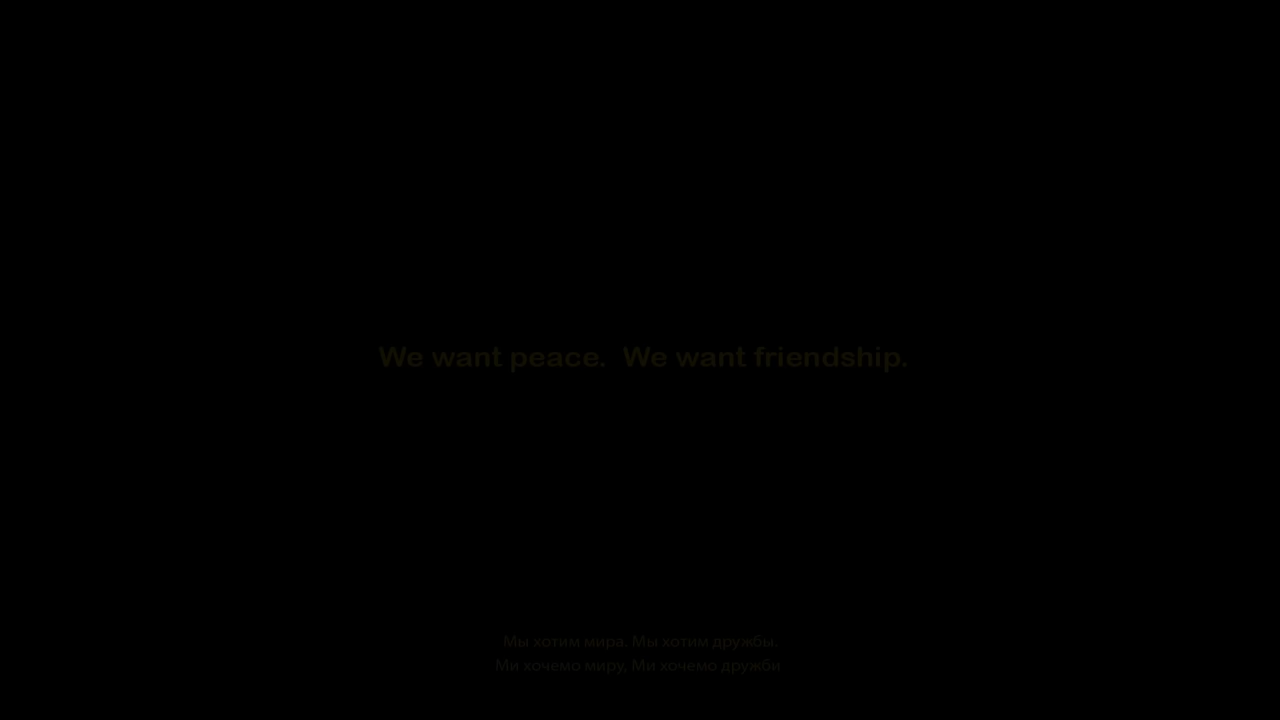 We want peace. We want friendship.
Мы хотим мира. Мы хотим дружбы.
Ми хочемо миру, Ми хочемо дружби